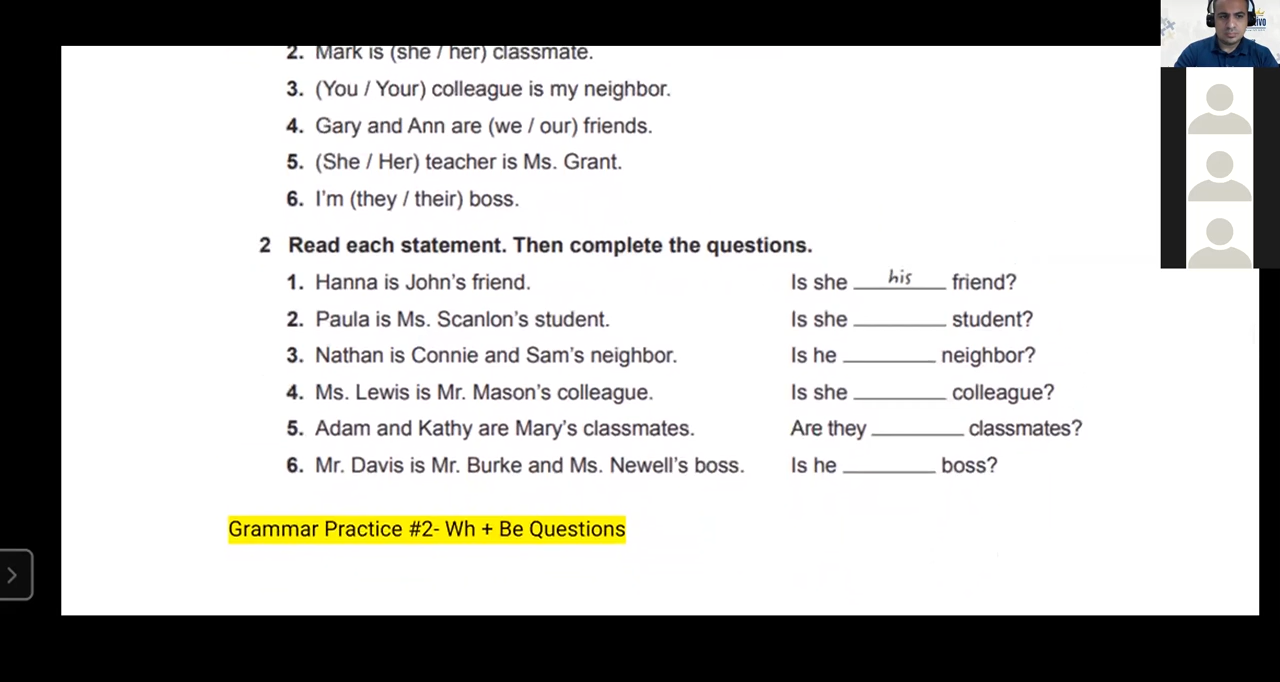 2. Mark is (she / her) classmate.
3. (You / Your) colleague is my neighbor.
4. Gary and Ann are (we / our) friends.
5. (She / Her) teacher is Ms. Grant.
6. I'm (they / their) boss.
2 Read each statement. Then complete the questions.
1. Hanna is John's friend. Is she his friend?
2. Paula is Ms. Scanlon's student. Is she ________ student?
3. Nathan is Connie and Sam's neighbor. Is he ________ neighbor?
4. Ms. Lewis is Mr. Mason's colleague. Is she ________ colleague?
5. Adam and Kathy are Mary's classmates. Are they ________ classmates?
6. Mr. Davis is Mr. Burke and Ms. Newell's boss. Is he ________ boss?
Grammar Practice #2- Wh + Be Questions